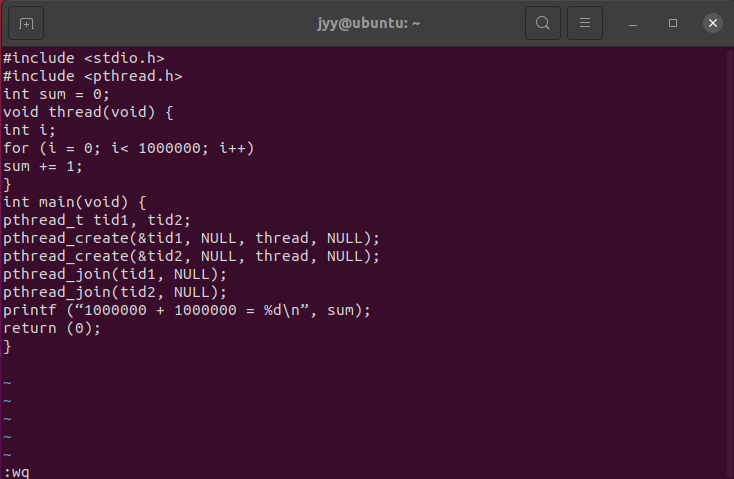 jyy@ubuntu: ~
#include <stdio.h>
#include <pthread.h>
int sum = 0;
void thread(void) {
int i;
for (i = 0; i< 1000000; i++)
sum += 1;
}
int main(void) {
pthread_t tid1, tid2;
pthread_create(&tid1, NULL, thread, NULL);
pthread_create(&tid2, NULL, thread, NULL);
pthread_join(tid1, NULL);
pthread_join(tid2, NULL);
printf (“1000000 + 1000000 = %d\n”, sum);
return (0);
}
~
~
~
~
~
:wq